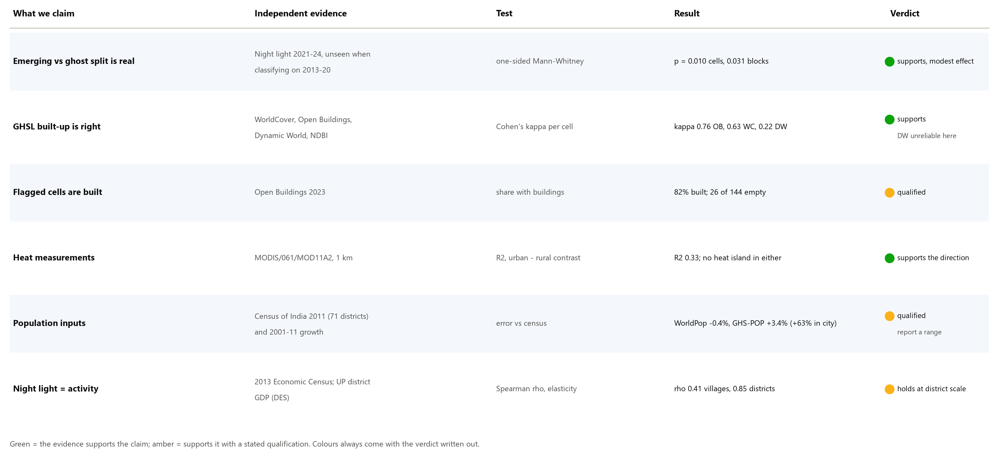 What we claim
Independent evidence
Test
Result
Verdict
Emerging vs ghost split is real
Night light 2021-24, unseen when
classifying on 2013-20
one-sided Mann-Whitney
p = 0.010 cells, 0.031 blocks
supports, modest effect
GHSL built-up is right
WorldCover, Open Buildings,
Dynamic World, NDBI
Cohen's kappa per cell
kappa 0.76 OB, 0.63 WC, 0.22 DW
supports
DW unreliable here
Flagged cells are built
Open Buildings 2023
share with buildings
82% built; 26 of 144 empty
qualified
Heat measurements
MODIS/061/MOD11A2, 1 km
R2, urban - rural contrast
R2 0.33; no heat island in either
supports the direction
Population inputs
Census of India 2011 (71 districts)
and 2001-11 growth
error vs census
WorldPop -0.4%, GHS-POP +3.4% (+63% in city)
qualified
report a range
Night light = activity
2013 Economic Census; UP district
GDP (DES)
Spearman rho, elasticity
rho 0.41 villages, 0.85 districts
holds at district scale
Green = the evidence supports the claim; amber = supports it with a stated qualification. Colours always come with the verdict written out.